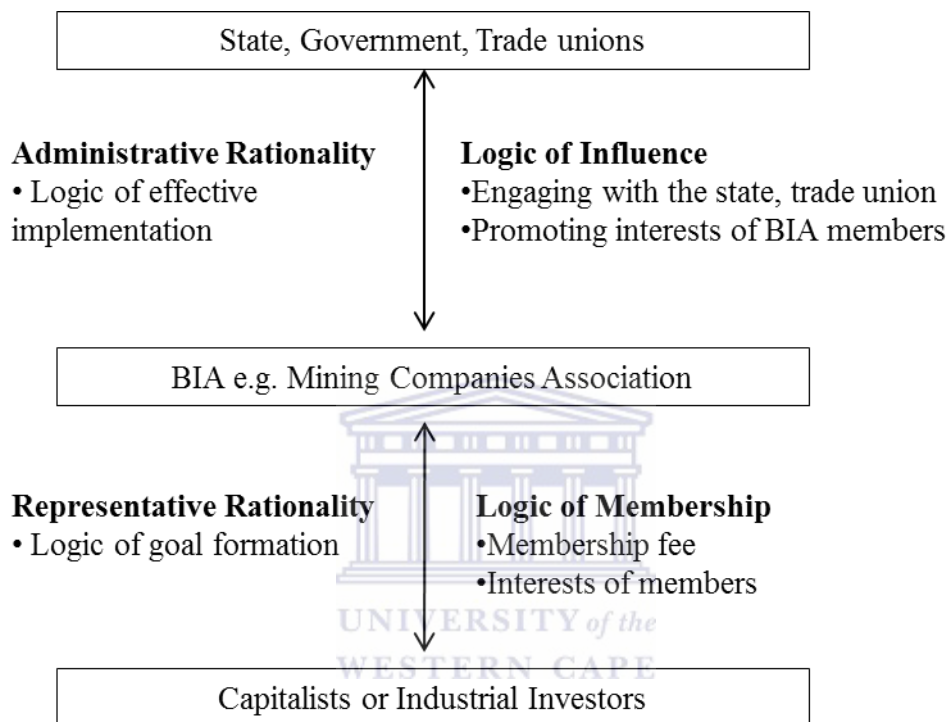 State, Government, Trade unions
Administrative Rationality
• Logic of effective
implementation
Logic of Influence
•Engaging with the state, trade union
•Promoting interests of BIA members
BIA e.g. Mining Companies Association
Representative Rationality
• Logic of goal formation
Logic of Membership
•Membership fee
•Interests of members
UNIVERSITY of the
WESTERN CAPE
Capitalists or Industrial Investors